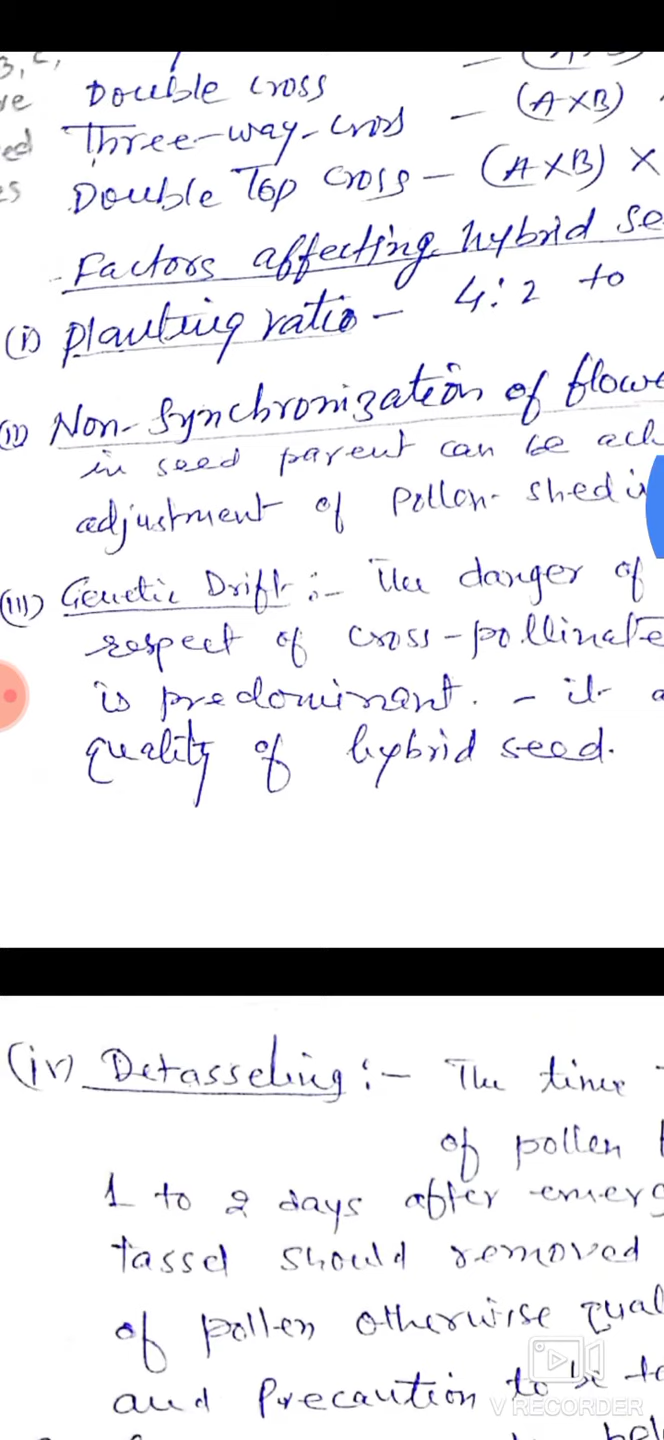 B, C,
Double Cross — (A×B)
Three-way-cross — (A×B)
Double Top Cross — (A×B) ×
Factors affecting hybrid se
(i) Planting ratio — 4:2 to
(ii) Non-Synchronization of flowe
in seed parent can be ach
adjustment of Pollen-shedin
(iii) Genetic Drift :- The danger of
respect of cross-pollinate
is predominant. - it a
quality of hybrid seed.
(iv) Detasseling :- The time
of pollen
1 to 2 days after emerg
tassel should removed
of pollen otherwise qual
and Precaution to be ta
V RECORDER